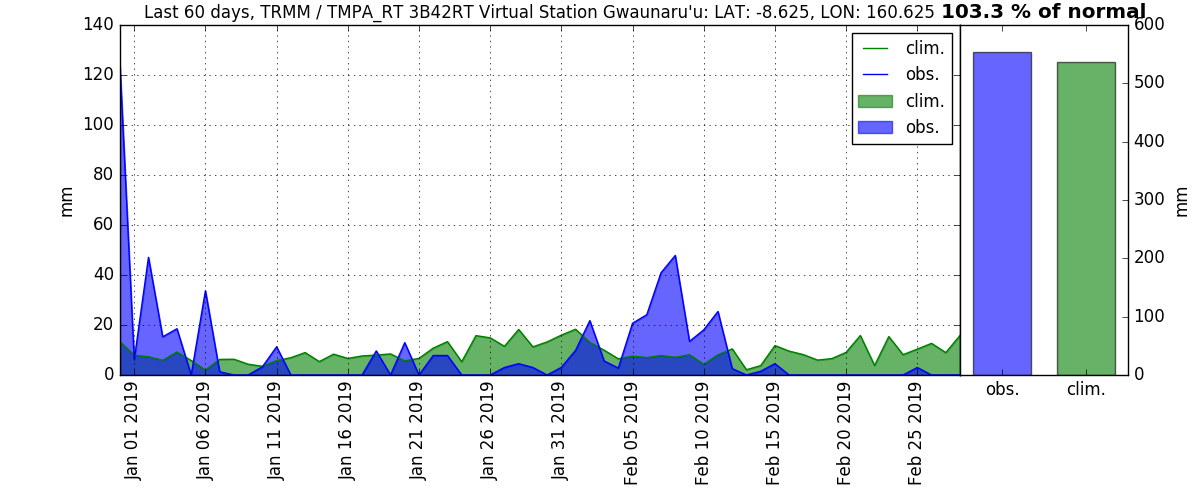 Last 60 days, TRMM / TMPA_RT 3B42RT Virtual Station Gwaunaru'u: LAT: -8.625, LON: 160.625 103.3 % of normal
140
120
100
80
60
40
20
0
mm
clim.
obs.
clim.
obs.
600
500
400
300
200
100
0
mm
obs.
clim.
Jan 01 2019
Jan 06 2019
Jan 11 2019
Jan 16 2019
Jan 21 2019
Jan 26 2019
Jan 31 2019
Feb 05 2019
Feb 10 2019
Feb 15 2019
Feb 20 2019
Feb 25 2019